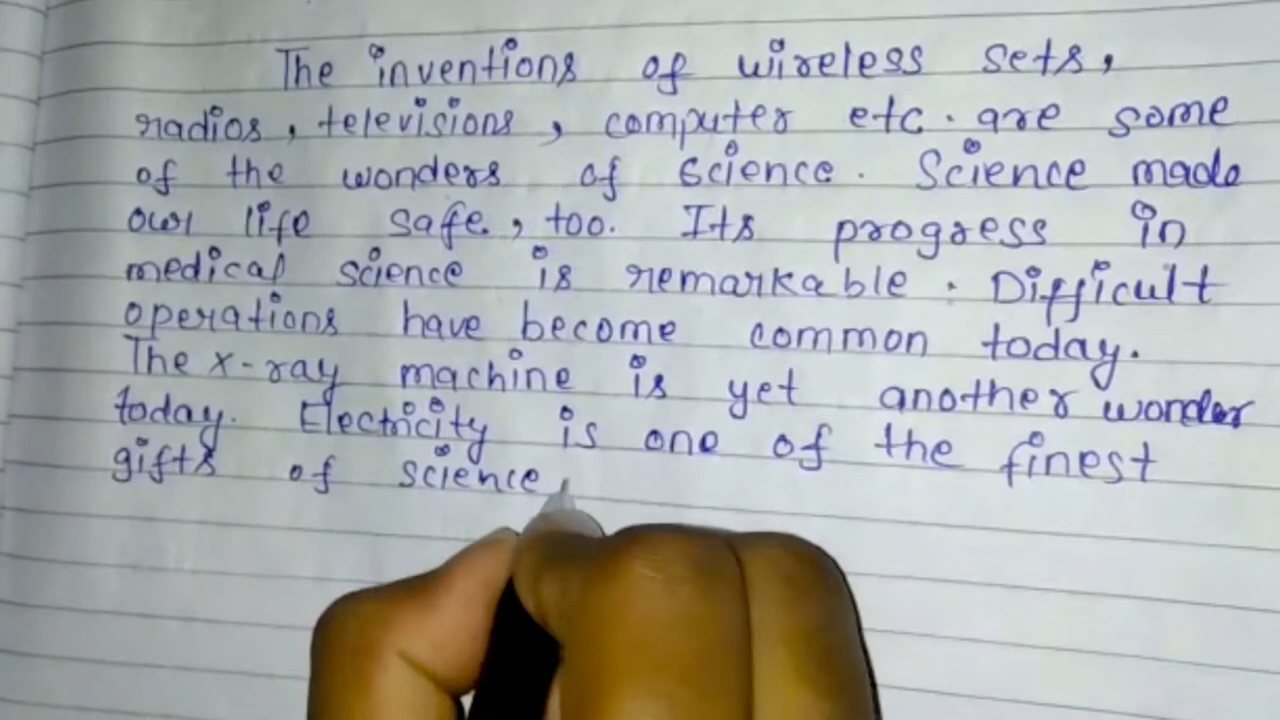 The inventions of wireless sets,
radios, televisions, computer etc. are some
of the wonders of science. Science made
our life safe, too. Its progress in
medical science is remarkable. Difficult
operations have become common today.
The x-ray machine is yet another wonder
today. Electricity is one of the finest
gifts of science